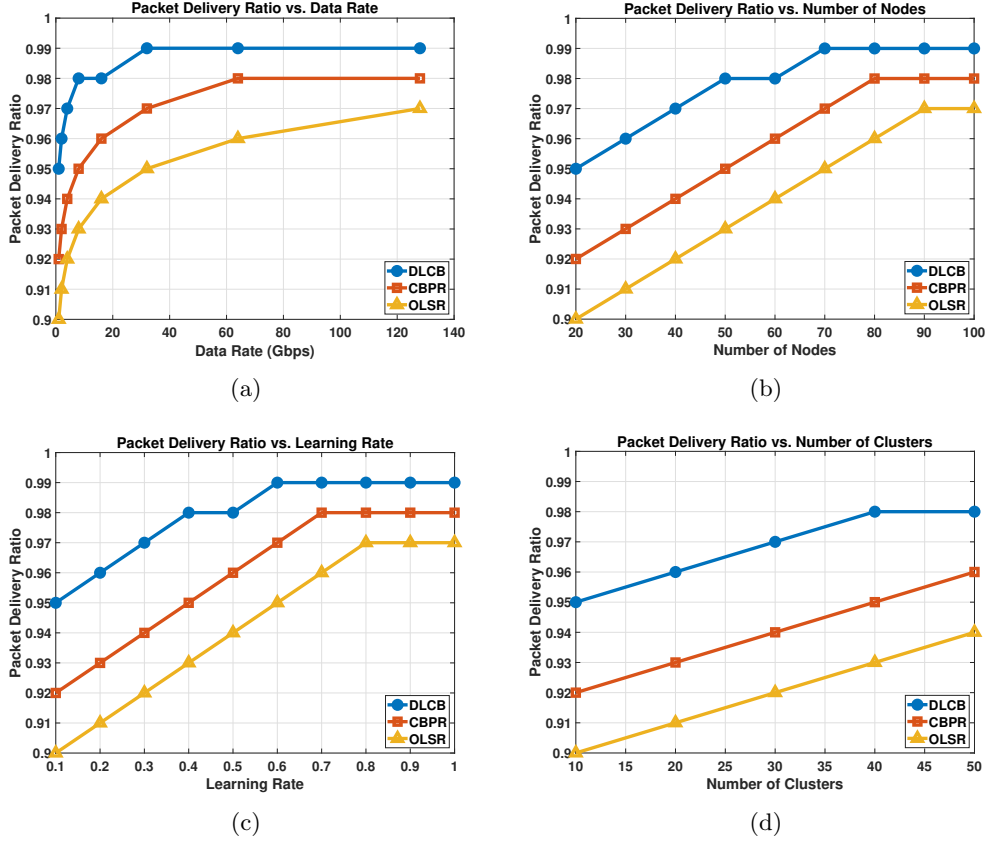 Packet Delivery Ratio vs. Data Rate
Packet Delivery Ratio
1
0.99
0.98
0.97
0.96
0.95
0.94
0.93
0.92
0.91
0.9
0 20 40 60 80 100 120 140
Data Rate (Gbps)
DLCB
CBPR
OLSR
(a)
Packet Delivery Ratio vs. Number of Nodes
Packet Delivery Ratio
1
0.99
0.98
0.97
0.96
0.95
0.94
0.93
0.92
0.91
0.9
20 30 40 50 60 70 80 90 100
Number of Nodes
DLCB
CBPR
OLSR
(b)
Packet Delivery Ratio vs. Learning Rate
Packet Delivery Ratio
1
0.99
0.98
0.97
0.96
0.95
0.94
0.93
0.92
0.91
0.9
0.1 0.2 0.3 0.4 0.5 0.6 0.7 0.8 0.9 1
Learning Rate
DLCB
CBPR
OLSR
(c)
Packet Delivery Ratio vs. Number of Clusters
Packet Delivery Ratio
1
0.99
0.98
0.97
0.96
0.95
0.94
0.93
0.92
0.91
0.9
10 15 20 25 30 35 40 45 50
Number of Clusters
DLCB
CBPR
OLSR
(d)